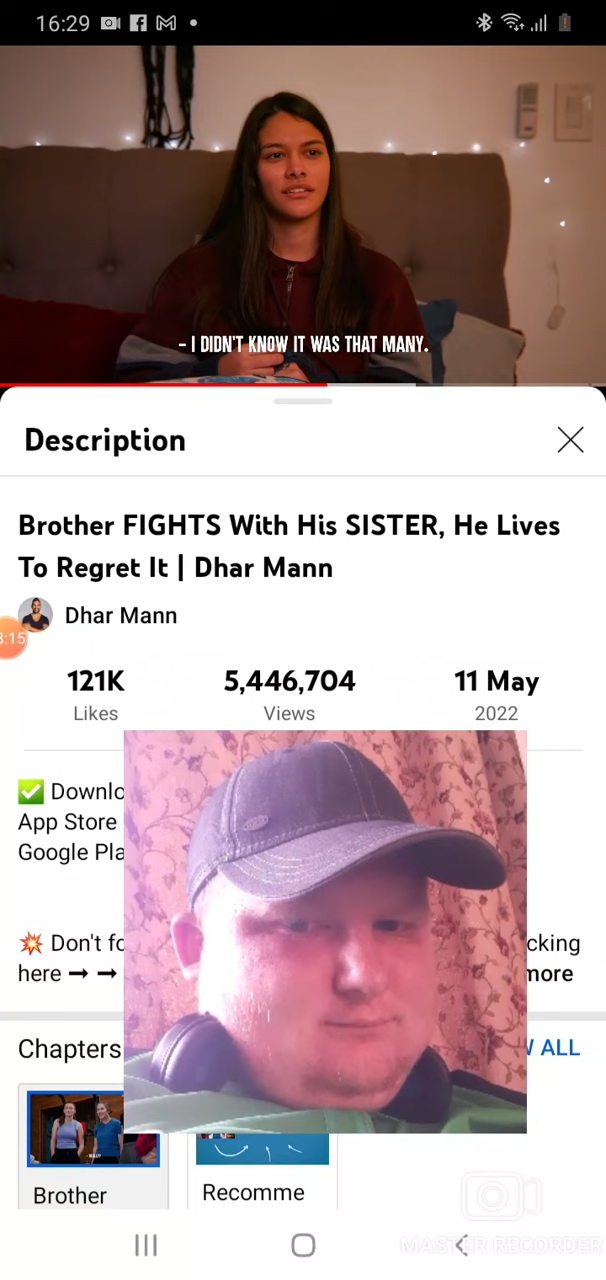 16:29
- I DIDN'T KNOW IT WAS THAT MANY.
Description
Brother FIGHTS With His SISTER, He Lives
To Regret It | Dhar Mann
Dhar Mann
3:15
121K 5,446,704 11 May
Likes Views 2022
Downlo
App Store
Google Pla
Don't fo cking
here → → more
Chapters ALL
Brother Recomme
MASTER RECORDER